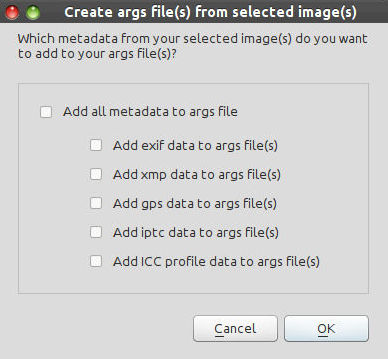 Create args file(s) from selected image(s)
Which metadata from your selected image(s) do you want
to add to your args file(s)?
Add all metadata to args file
Add exif data to args file(s)
Add xmp data to args file(s)
Add gps data to args file(s)
Add iptc data to args file(s)
Add ICC profile data to args file(s)
Cancel
OK